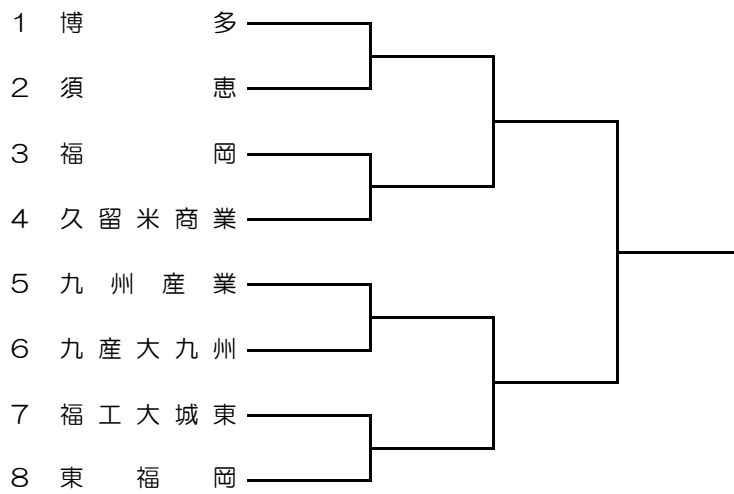 1 博多
2 須恵
3 福岡
4 久留米商業
5 九州産業
6 九産大九州
7 福工大城東
8 東福岡